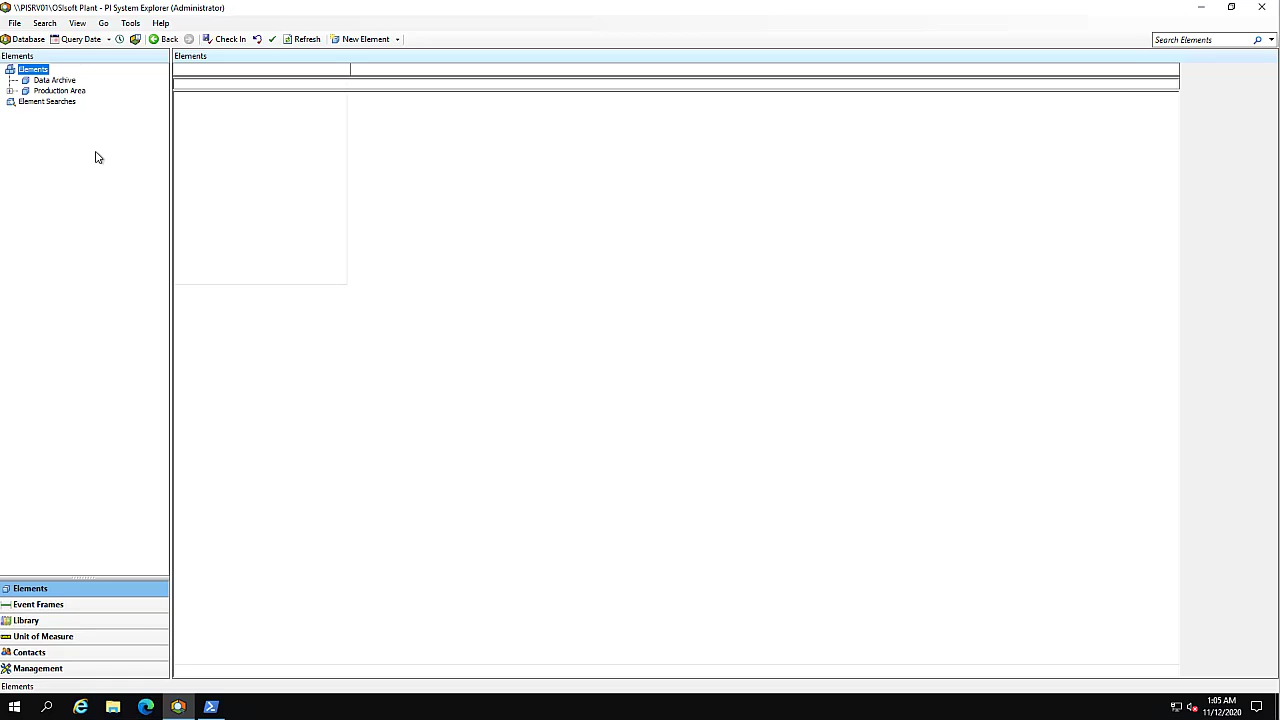 \\PISRV01\OSIsoft Plant - PI System Explorer (Administrator)
File Search View Go Tools Help
Database Query Date Back Check In Refresh New Element Search Elements
Elements
Elements
Elements
Data Archive
Production Area
Element Searches
Elements
Event Frames
Library
Unit of Measure
Contacts
Management
Elements
1:05 AM
11/12/2020